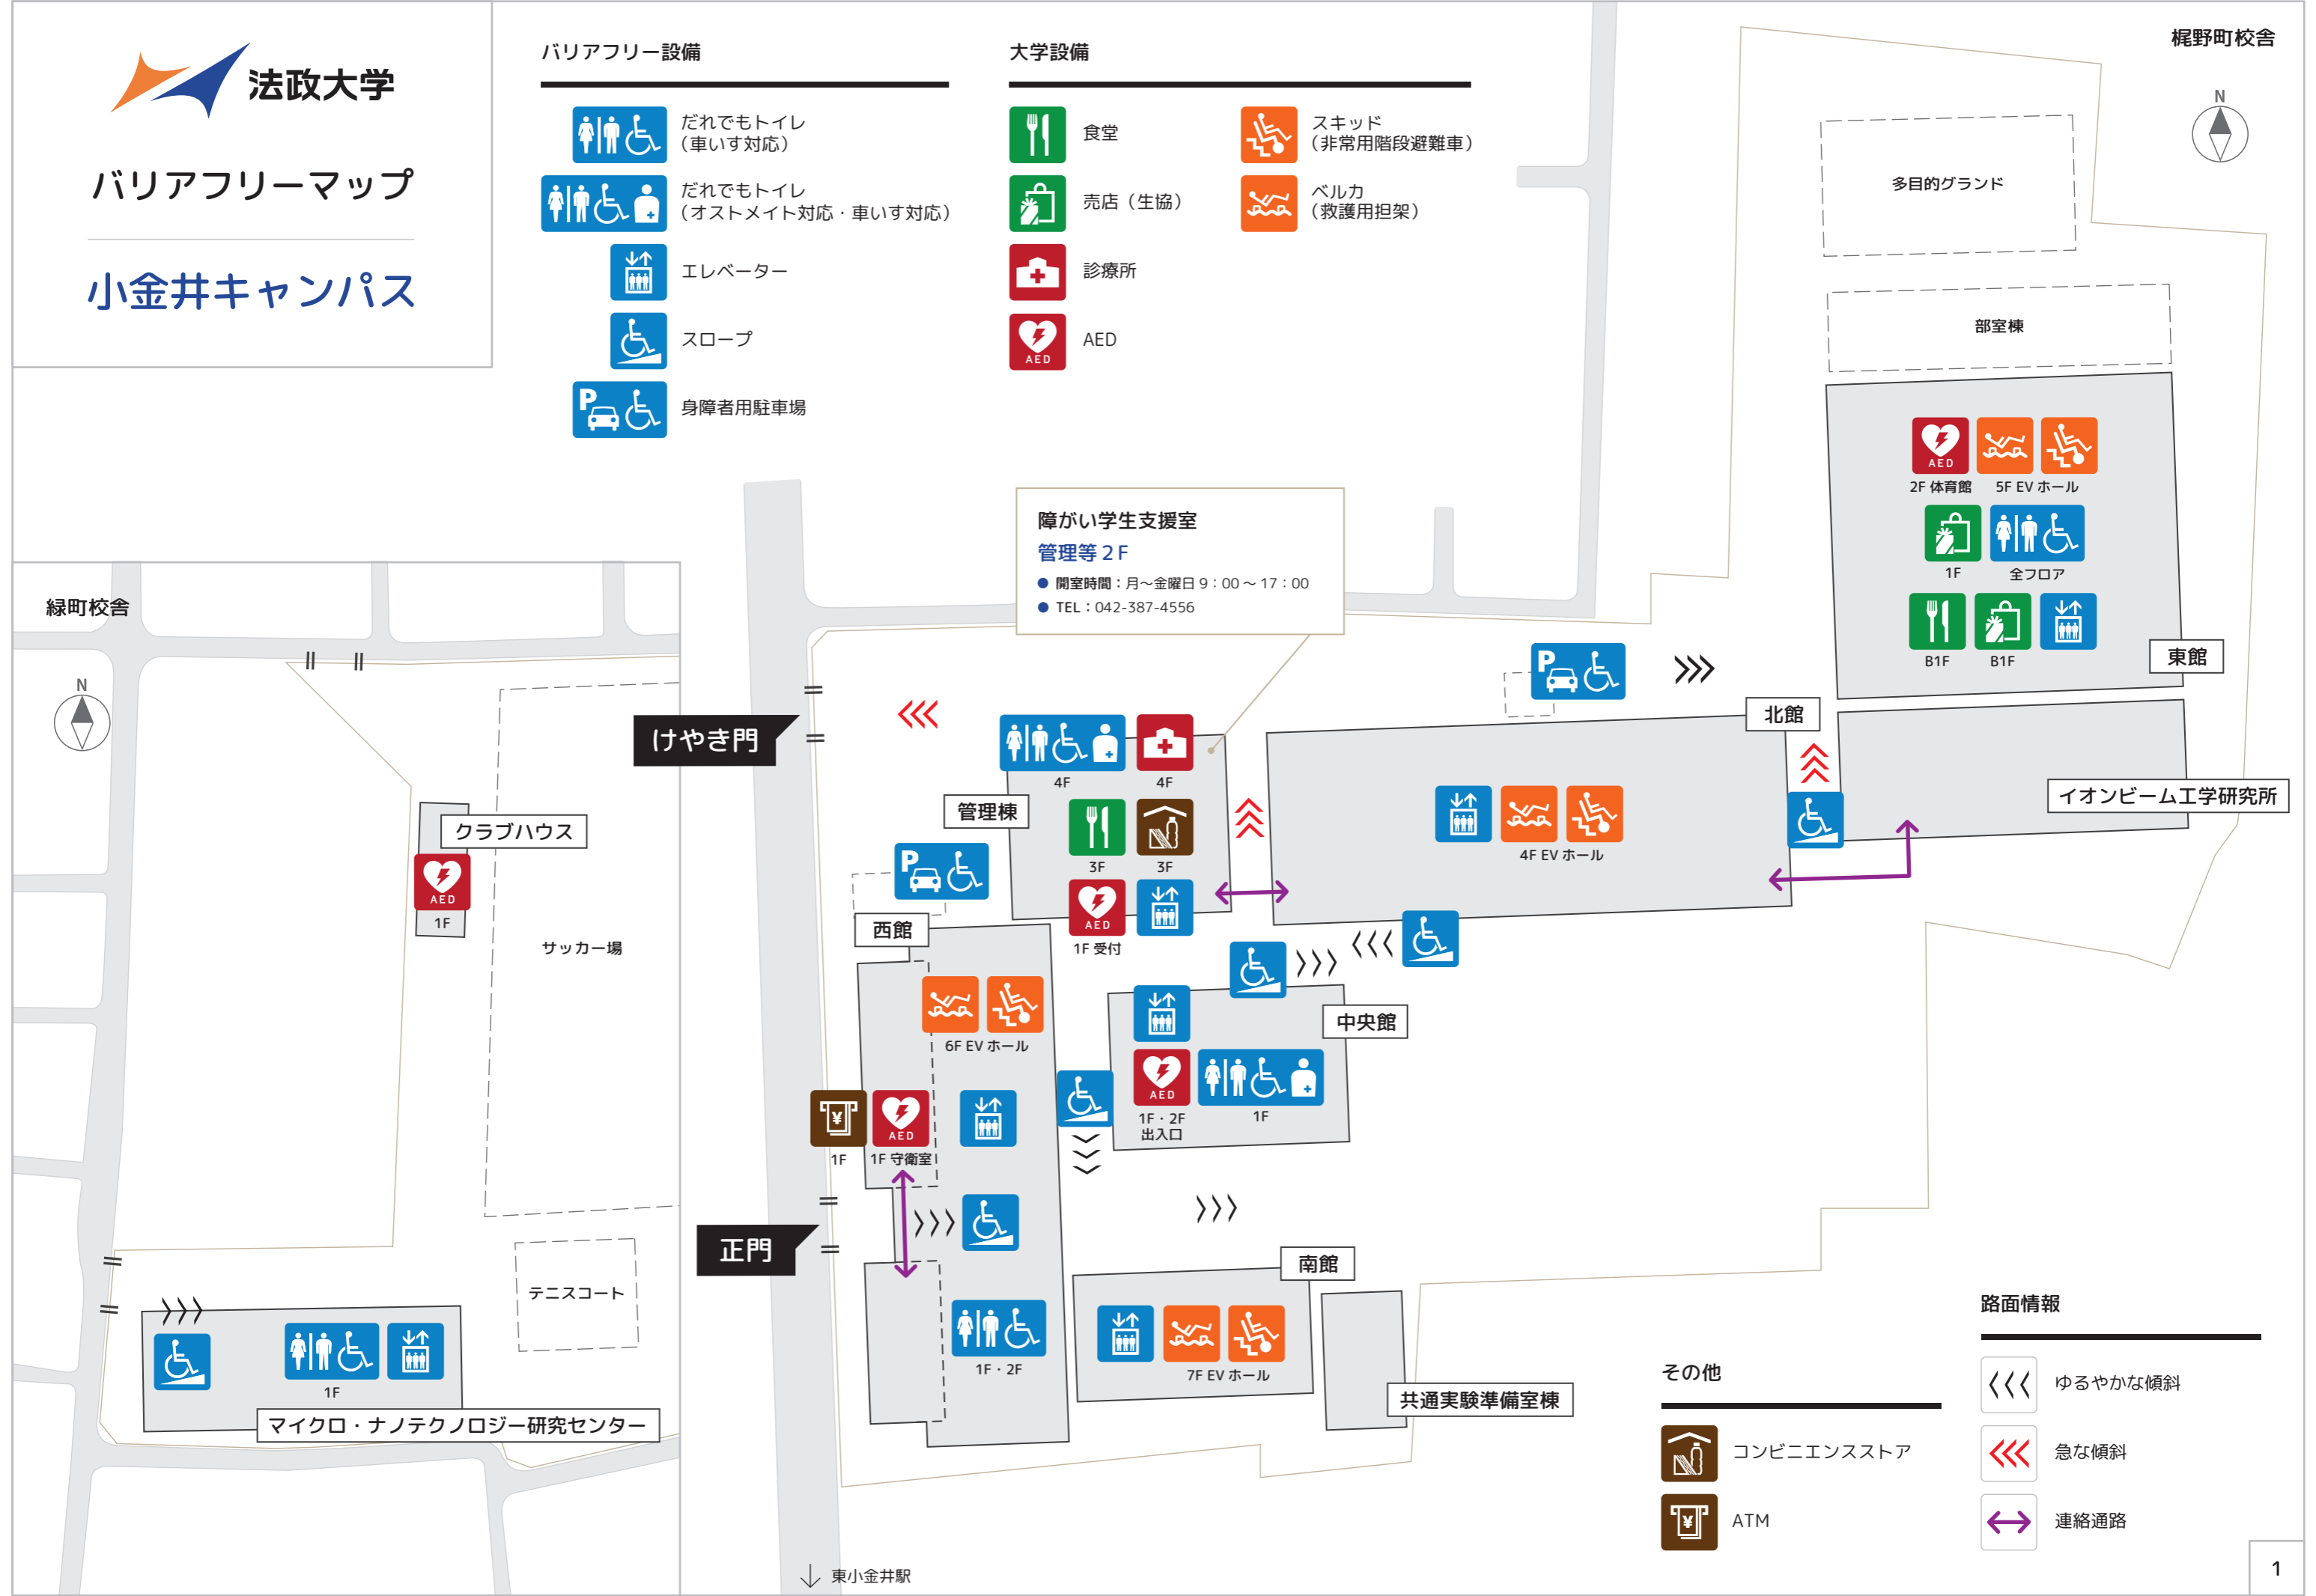 法政大学
バリアフリーマップ
小金井キャンパス
バリアフリー設備
だれでもトイレ
(車いす対応)
だれでもトイレ
(オストメイト対応・車いす対応)
エレベーター
スロープ
P
身障者用駐車場
大学設備
食堂
売店（生協）
診療所
AED
AED
スキッド
(非常用階段避難車)
ベルカ
(救護用担架)
梶野町校舎
N
多目的グランド
部室棟
AED
2F 体育館
5F EV ホール
1F
全フロア
B1F
B1F
東館
障がい学生支援室
管理等 2 F
● 開室時間：月～金曜日 9：00 ～ 17：00
● TEL：042-387-4556
緑町校舎
N
クラブハウス
AED
1F
サッカー場
テニスコート
1F
マイクロ・ナノテクノロジー研究センター
けやき門
P
北館
イオンビーム工学研究所
4F
4F
管理棟
3F
3F
AED
1F 受付
P
4F EV ホール
西館
6F EV ホール
中央館
AED
1F・2F
出入口
1F
¥
1F
AED
1F 守衛室
正門
1F・2F
南館
7F EV ホール
共通実験準備室棟
その他
コンビニエンスストア
¥
ATM
路面情報
ゆるやかな傾斜
急な傾斜
連絡通路
↓ 東小金井駅
1